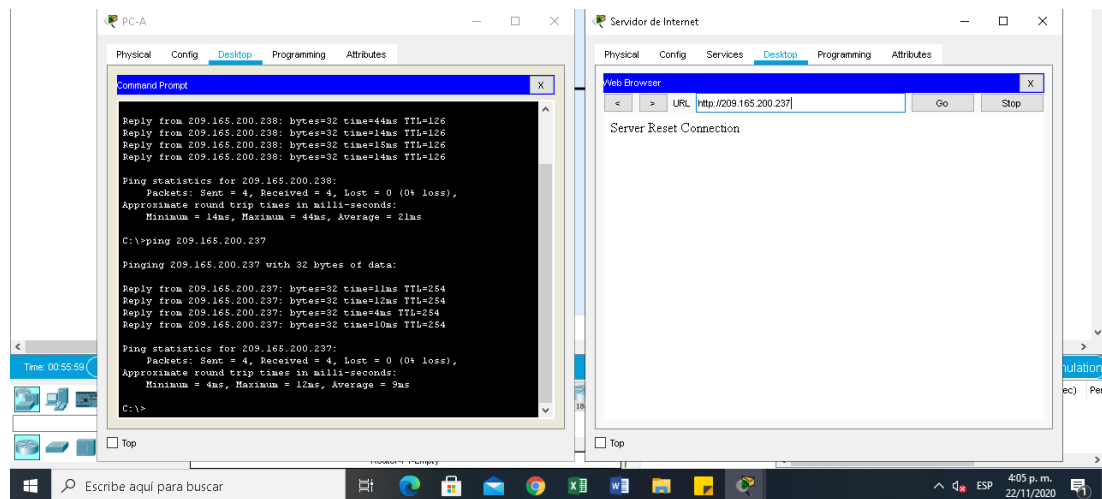 PC-A
Physical Config Desktop Programming Attributes
Command Prompt X
Reply from 209.165.200.238: bytes=32 time=44ms TTL=126
Reply from 209.165.200.238: bytes=32 time=14ms TTL=126
Reply from 209.165.200.238: bytes=32 time=15ms TTL=126
Reply from 209.165.200.238: bytes=32 time=14ms TTL=126
Ping statistics for 209.165.200.238:
Packets: Sent = 4, Received = 4, Lost = 0 (0% loss),
Approximate round trip times in milli-seconds:
Minimum = 14ms, Maximum = 44ms, Average = 21ms
C:\>ping 209.165.200.237
Pinging 209.165.200.237 with 32 bytes of data:
Reply from 209.165.200.237: bytes=32 time=11ms TTL=254
Reply from 209.165.200.237: bytes=32 time=12ms TTL=254
Reply from 209.165.200.237: bytes=32 time=4ms TTL=254
Reply from 209.165.200.237: bytes=32 time=10ms TTL=254
Ping statistics for 209.165.200.237:
Packets: Sent = 4, Received = 4, Lost = 0 (0% loss),
Approximate round trip times in milli-seconds:
Minimum = 4ms, Maximum = 12ms, Average = 9ms
C:\>
Top
Servidor de Internet
Physical Config Services Desktop Programming Attributes
Web Browser X
< > URL http://209.165.200.237 Go Stop
Server Reset Connection
Top
Time: 00:55:59
Escribe aquí para buscar
ESP
4:05 p. m.
22/11/2020